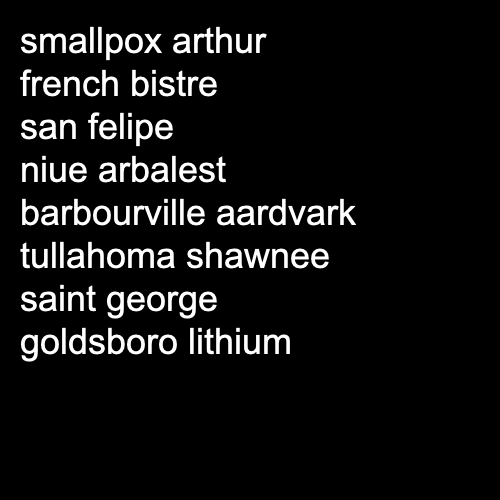 smallpox arthur
french bistre
san felipe
niue arbalest
barbourville aardvark
tullahoma shawnee
saint george
goldsboro lithium